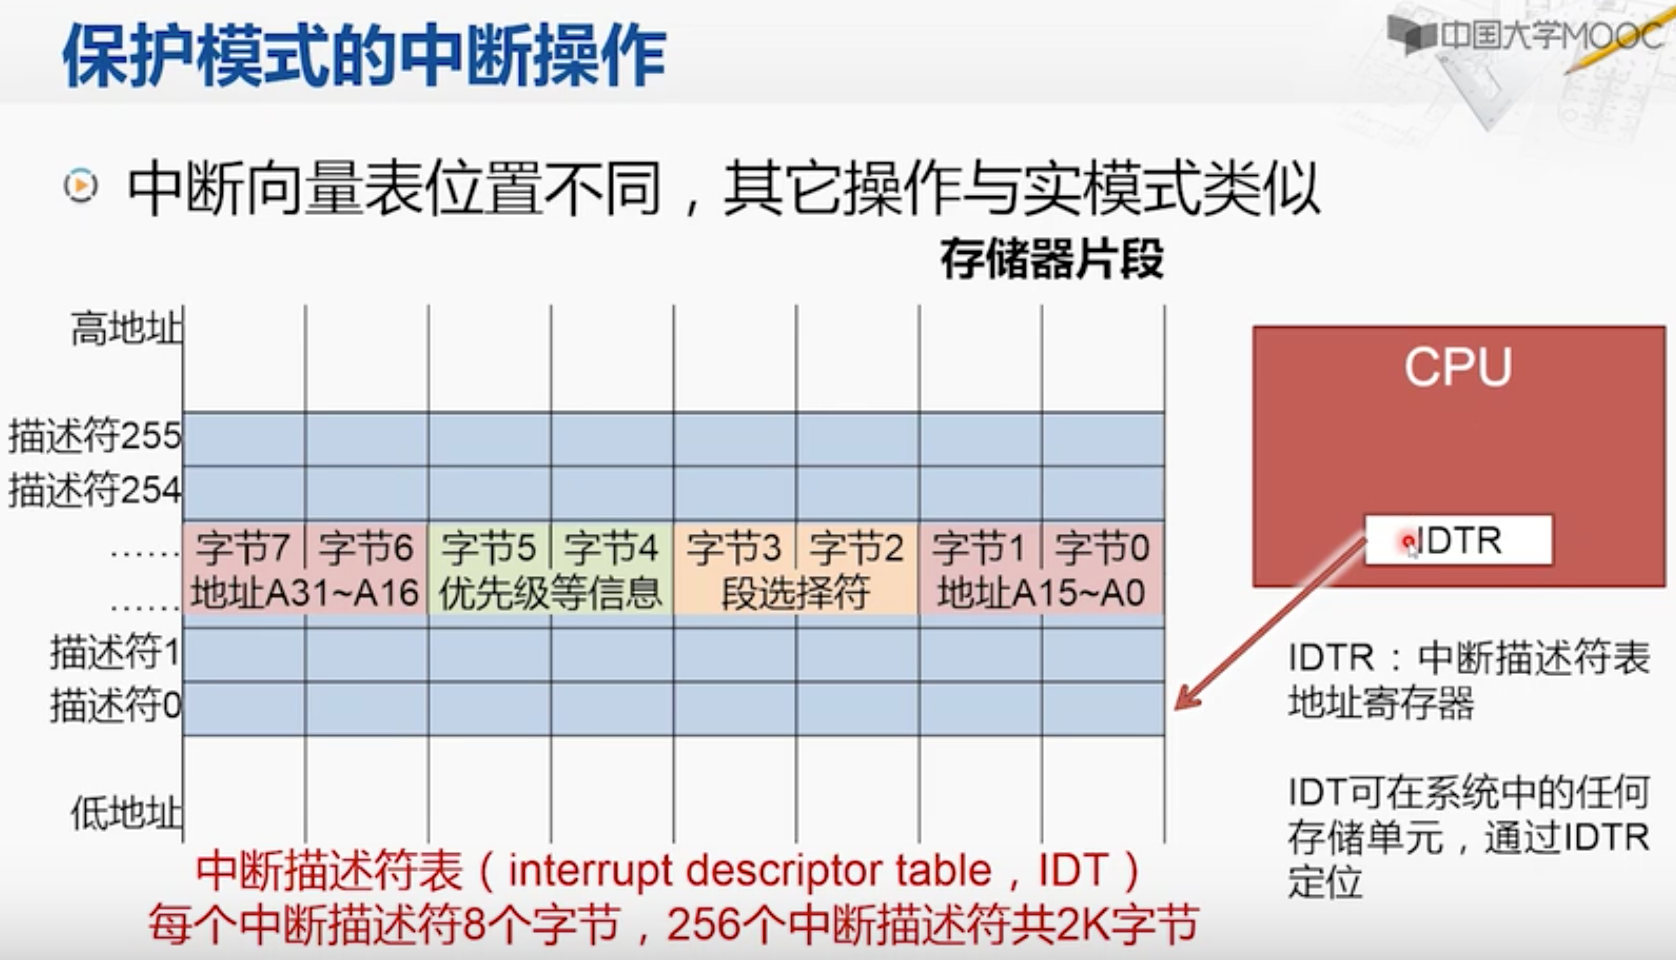 保护模式的中断操作
中国大学MOOC
中断向量表位置不同，其它操作与实模式类似
存储器片段
高地址
描述符255
描述符254
……
字节7 字节6 字节5 字节4 字节3 字节2 字节1 字节0
地址A31~A16 优先级等信息 段选择符 地址A15~A0
……
描述符1
描述符0
低地址
CPU
IDTR
IDTR：中断描述符表
地址寄存器
IDT可在系统中的任何
存储单元，通过IDTR
定位
中断描述符表（interrupt descriptor table，IDT）
每个中断描述符8个字节，256个中断描述符共2K字节